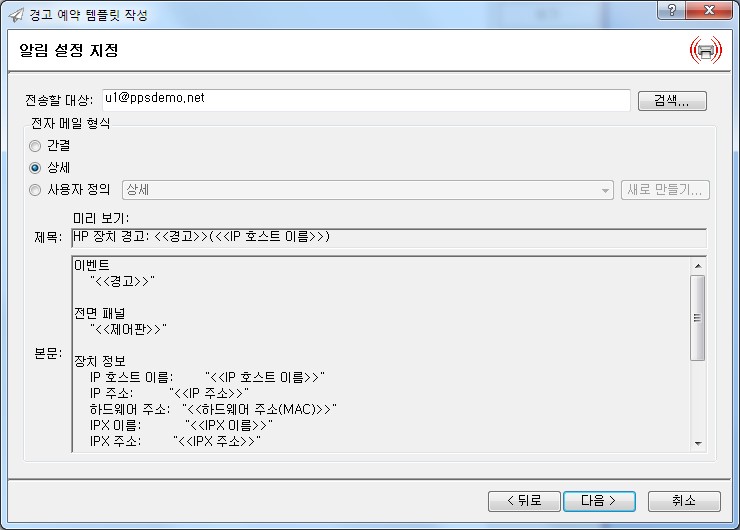 경고 예약 템플릿 작성
알림 설정 지정
전송할 대상: u1@ppsdemo.net 검색...
전자 메일 형식
간결
상세
사용자 정의 상세 새로 만들기...
미리 보기:
제목: HP 장치 경고: <<경고>>(<<IP 호스트 이름>>)
이벤트
"<<경고>>"
전면 패널
"<<제어판>>"
본문:
장치 정보
IP 호스트 이름: "<<IP 호스트 이름>>"
IP 주소: "<<IP 주소>>"
하드웨어 주소: "<<하드웨어 주소(MAC)>>"
IPX 이름: "<<IPX 이름>>"
IPX 주소: "<<IPX 주소>>"
< 뒤로 다음 > 취소